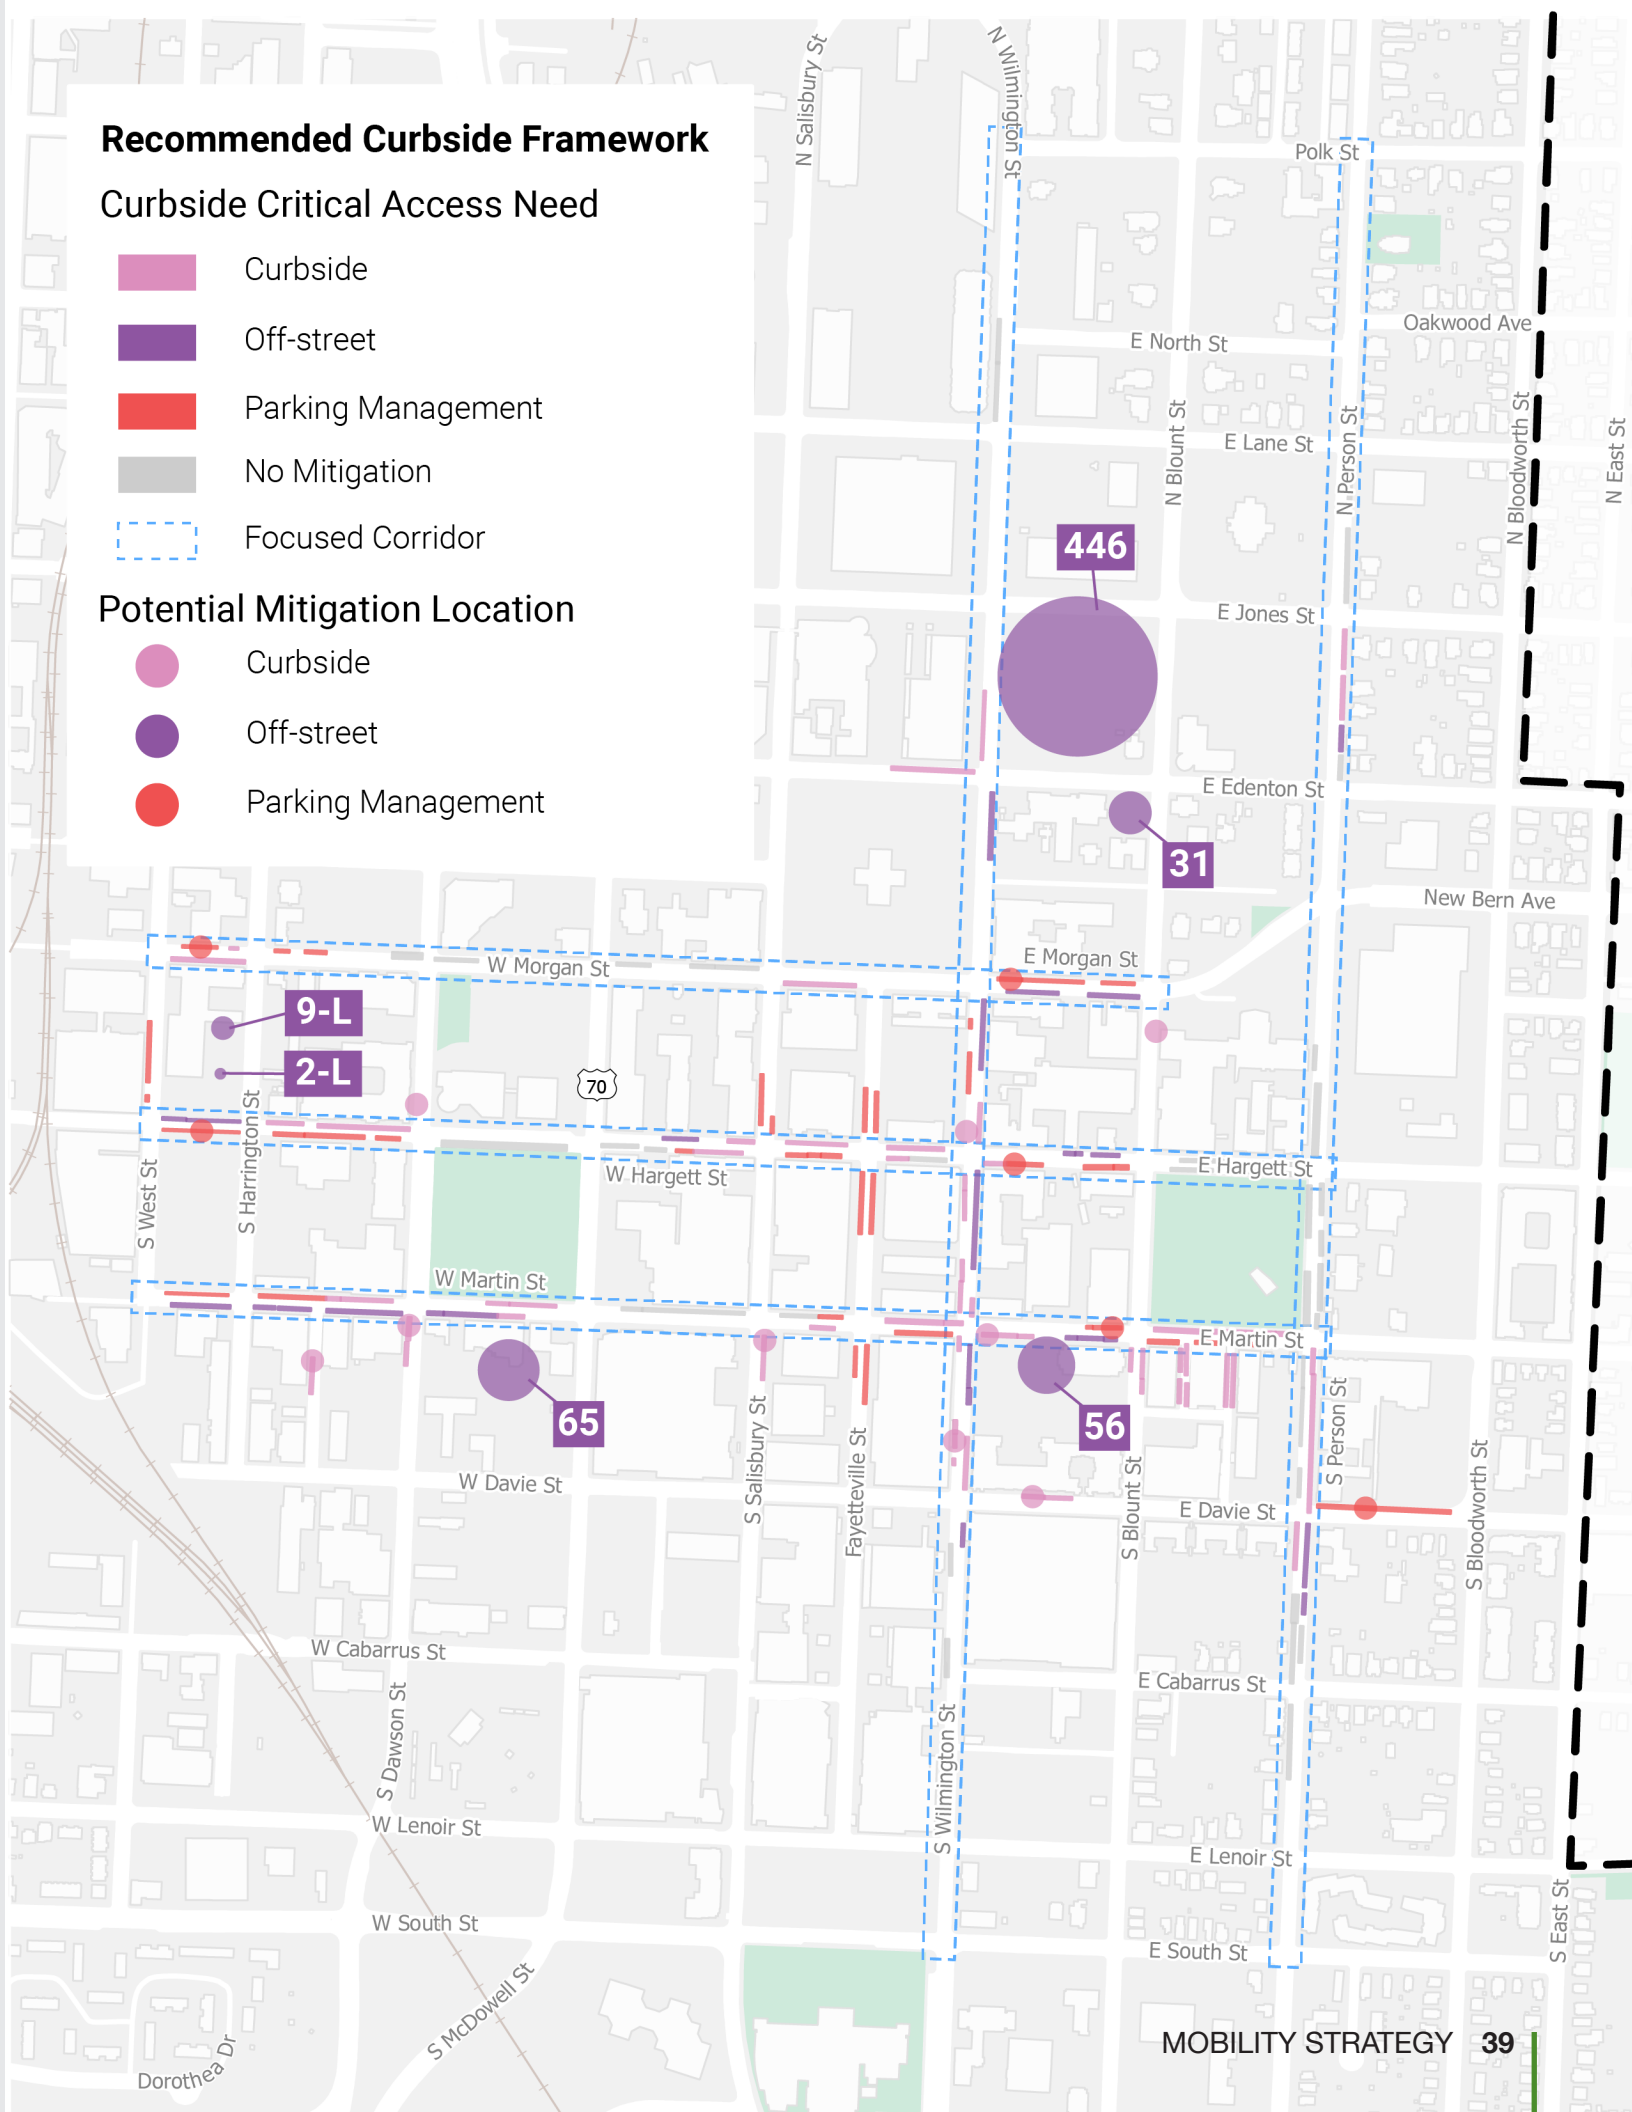 Recommended Curbside Framework
Curbside Critical Access Need
Curbside
Off-street
Parking Management
No Mitigation
Focused Corridor
Potential Mitigation Location
Curbside
Off-street
Parking Management
N Salisbury St
N Wilmington St
Polk St
Oakwood Ave
E North St
N Blount St
E Lane St
N Person St
N Bloodworth St
N East St
446
E Jones St
E Edenton St
31
New Bern Ave
W Morgan St
E Morgan St
9-L
2-L
70
S West St
S Harrington St
W Hargett St
E Hargett St
W Martin St
E Martin St
65
56
W Davie St
S Salisbury St
Fayetteville St
S Blount St
E Davie St
S Person St
S Bloodworth St
W Cabarrus St
E Cabarrus St
S Dawson St
S Wilmington St
W Lenoir St
E Lenoir St
W South St
E South St
S East St
S McDowell St
Dorothea Dr
MOBILITY STRATEGY 39